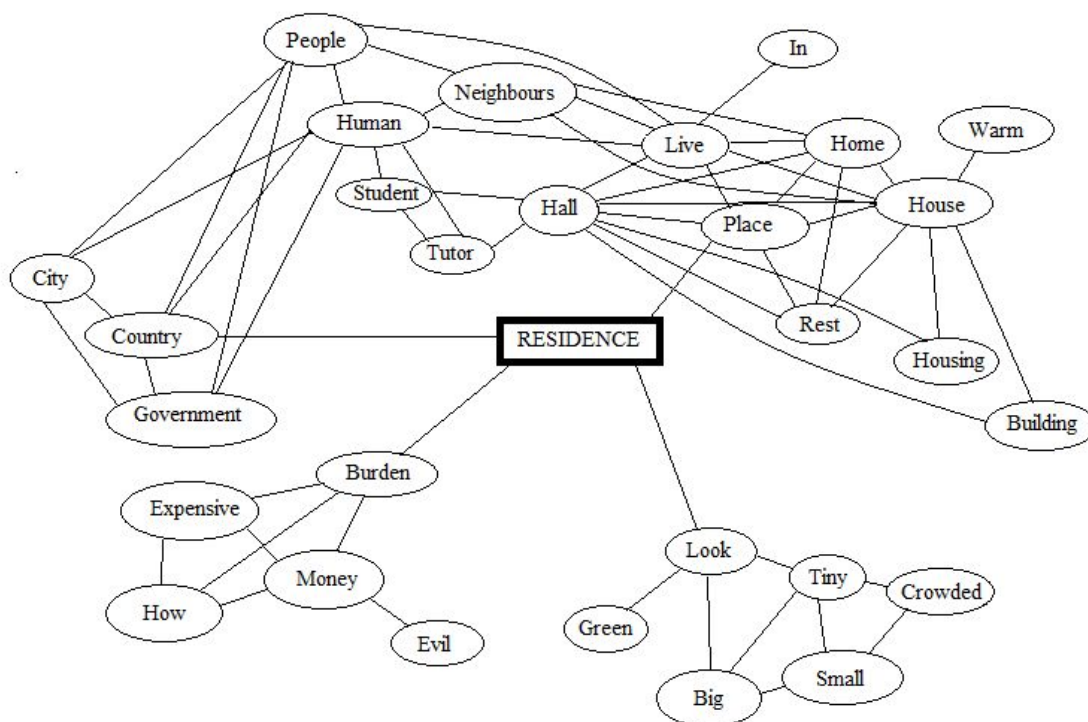 People
In
Neighbours
Human
Live
Home
Warm
Student
Hall
Place
House
Tutor
City
Country
RESIDENCE
Rest
Housing
Government
Building
Burden
Expensive
Look
Money
Tiny
Crowded
How
Green
Evil
Small
Big